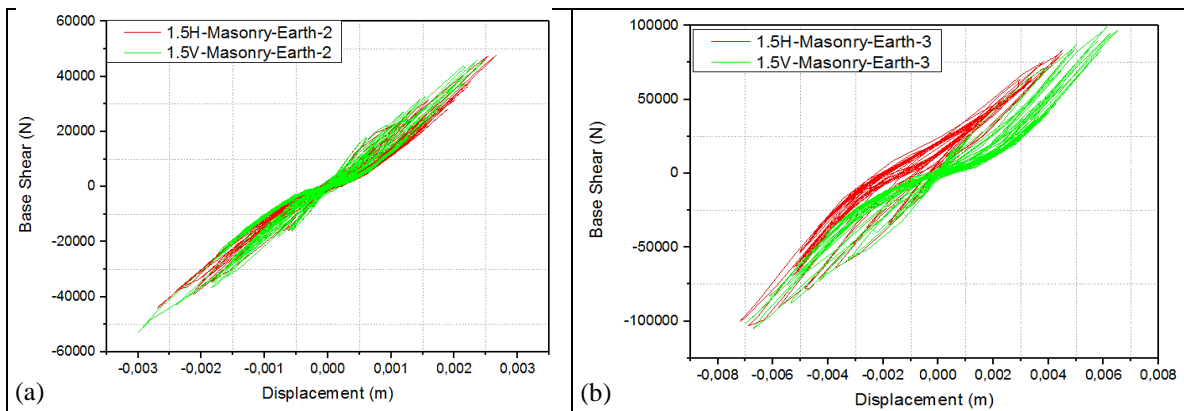 60000
40000
20000
0
-20000
-40000
-60000
Base Shear (N)
1.5H-Masonry-Earth-2
1.5V-Masonry-Earth-2
-0,003 -0,002 -0,001 0,000 0,001 0,002 0,003
Displacement (m)
(a)
100000
50000
0
-50000
-100000
Base Shear (N)
1.5H-Masonry-Earth-3
1.5V-Masonry-Earth-3
-0,008 -0,006 -0,004 -0,002 0,000 0,002 0,004 0,006 0,008
Displacement (m)
(b)